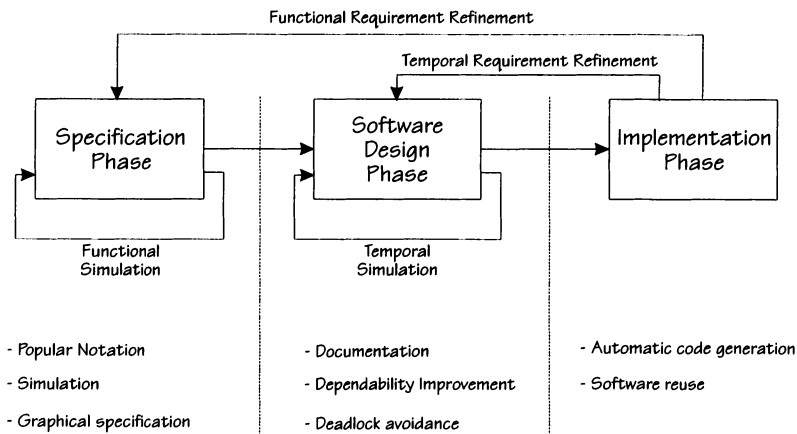 Functional Requirement Refinement
Temporal Requirement Refinement
Specification
Phase
Software
Design
Phase
Implementation
Phase
Functional
Simulation
Temporal
Simulation
- Popular Notation
- Simulation
- Graphical specification
- Documentation
- Dependability Improvement
- Deadlock avoidance
- Automatic code generation
- Software reuse